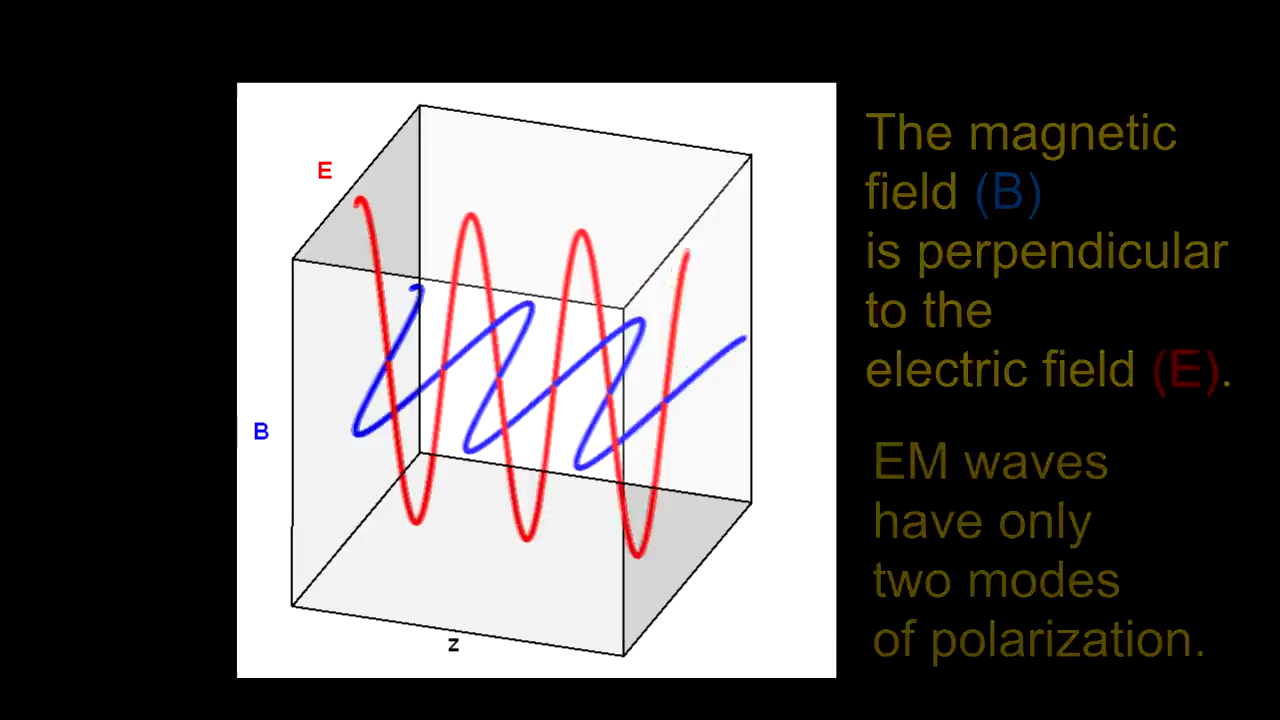 E
B
z
The magnetic
field (B)
is perpendicular
to the
electric field (E).
EM waves
have only
two modes
of polarization.